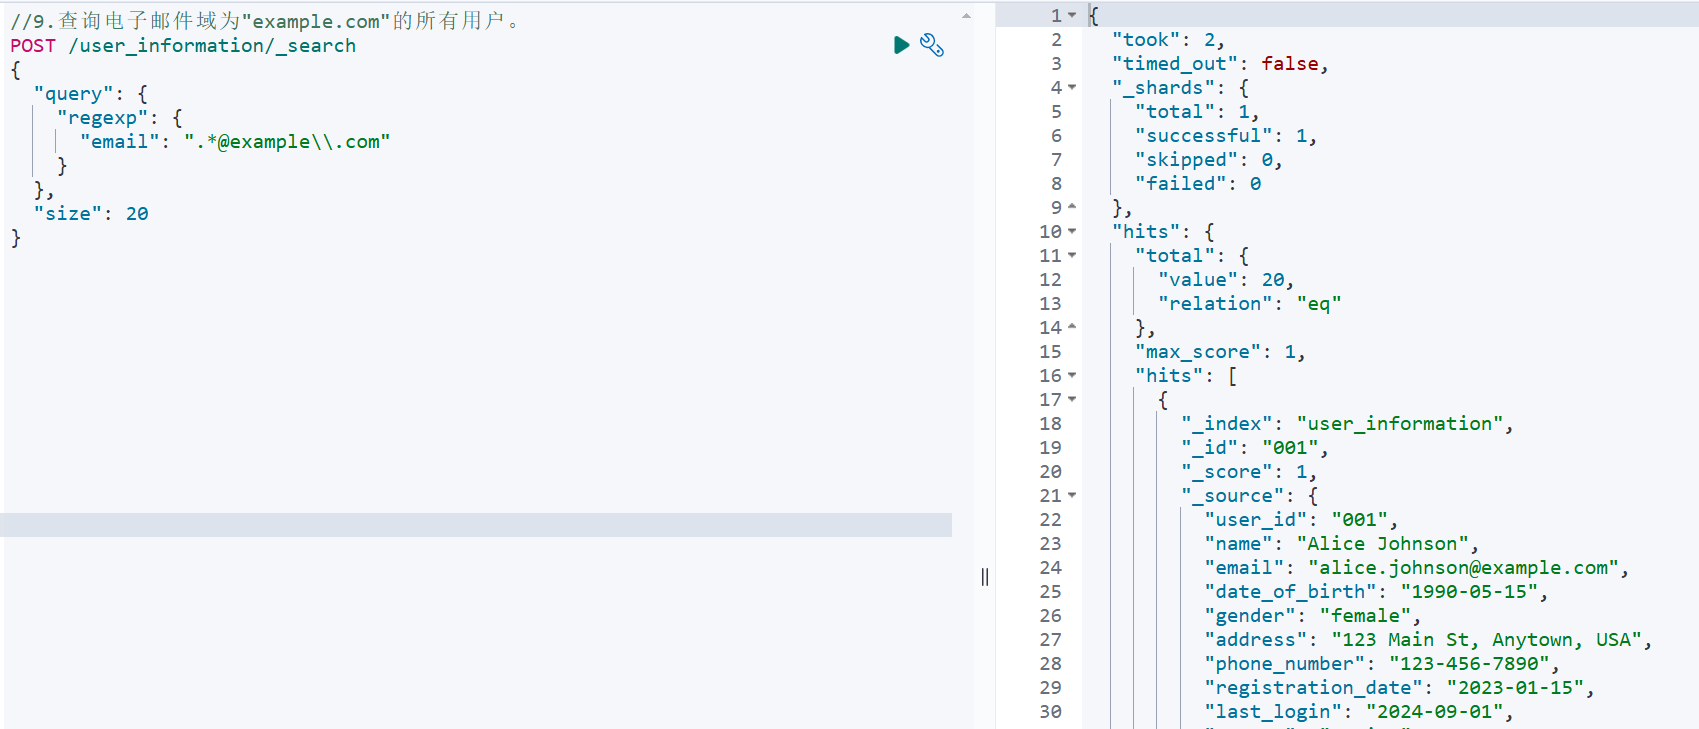 //9.查询电子邮件域为"example.com"的所有用户。
POST /user_information/_search
{
  "query": {
    "regexp": {
      "email": ".*@example\\.com"
    }
  },
  "size": 20
}
1 {
2   "took": 2,
3   "timed_out": false,
4   "_shards": {
5     "total": 1,
6     "successful": 1,
7     "skipped": 0,
8     "failed": 0
9   },
10   "hits": {
11     "total": {
12       "value": 20,
13       "relation": "eq"
14     },
15     "max_score": 1,
16     "hits": [
17       {
18         "_index": "user_information",
19         "_id": "001",
20         "_score": 1,
21         "_source": {
22           "user_id": "001",
23           "name": "Alice Johnson",
24           "email": "alice.johnson@example.com",
25           "date_of_birth": "1990-05-15",
26           "gender": "female",
27           "address": "123 Main St, Anytown, USA",
28           "phone_number": "123-456-7890",
29           "registration_date": "2023-01-15",
30           "last_login": "2024-09-01",